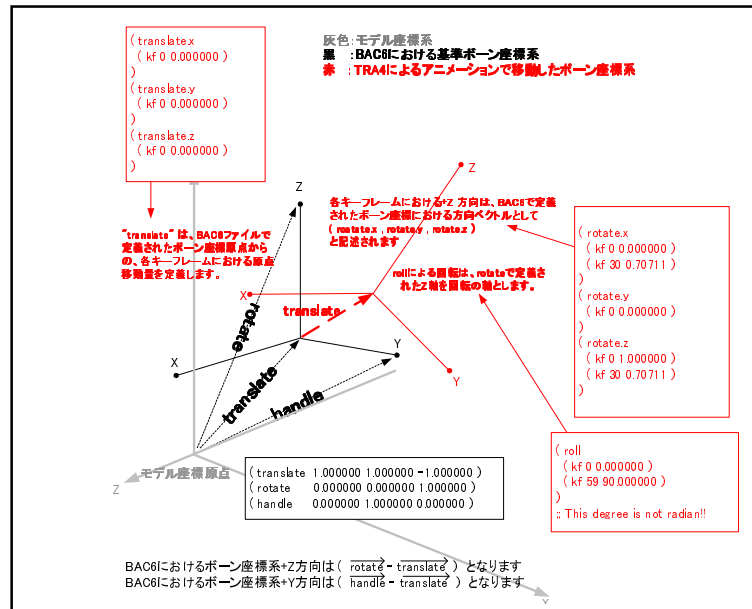 ( translate.x
( kf 0 0.000000 )
)
( translate.y
( kf 0 0.000000 )
)
( translate.z
( kf 0 0.000000 )
)
灰色:モデル座標系
黒 :BAC6における基準ボーン座標系
赤 :TRA4によるアニメーションで移動したボーン座標系
Z
Z
"translate" は、BAC6ファイルで
定義されたボーン座標原点から
の、各キーフレームにおける原点
移動量を定義します。
各キーフレームにおける+Z 方向は、BAC6で定義
されたボーン座標における方向ベクトルとして
( roatate.x , rotate.y , rotate.z )
と記述されます
rollによる回転は、rotateで定義さ
れたZ軸を回転の軸とします。
( rotate.x
( kf 0 0.000000 )
( kf 30 0.70711 )
)
( rotate.y
( kf 0 0.000000 )
)
( rotate.z
( kf 0 1.000000 )
( kf 30 0.70711 )
)
X
translate
rotate
X
Y
Y
translate
handle
モデル座標原点
Z
( translate 1.000000 1.000000 -1.000000 )
( rotate 0.000000 0.000000 1.000000 )
( handle 0.000000 1.000000 0.000000 )
( roll
( kf 0 0.000000 )
( kf 59 90.000000 )
)
;; This degree is not radian!!
BAC6におけるボーン座標系+Z方向は ( rotate - translate ) となります
BAC6におけるボーン座標系+Y方向は ( handle - translate ) となります